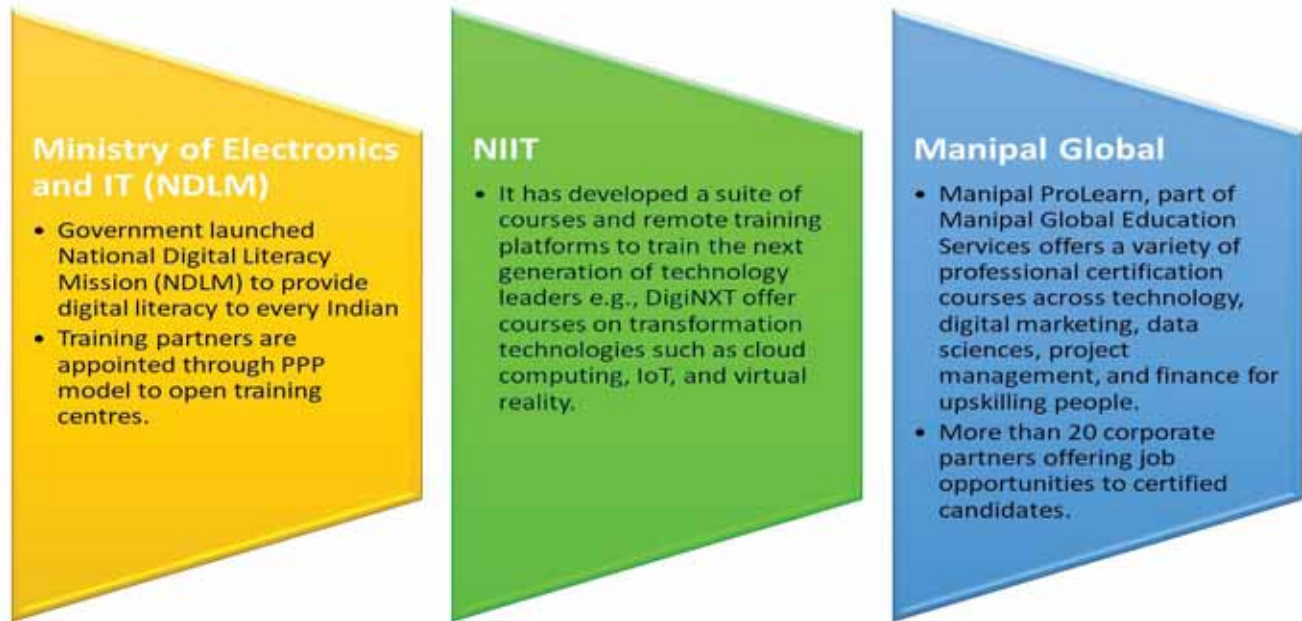 Ministry of Electronics
and IT (NDLM)
• Government launched
National Digital Literacy
Mission (NDLM) to provide
digital literacy to every Indian
• Training partners are
appointed through PPP
model to open training
centres.
NIIT
• It has developed a suite of
courses and remote training
platforms to train the next
generation of technology
leaders e.g., DigiNXT offer
courses on transformation
technologies such as cloud
computing, IoT, and virtual
reality.
Manipal Global
• Manipal ProLearn, part of
Manipal Global Education
Services offers a variety of
professional certification
courses across technology,
digital marketing, data
sciences, project
management, and finance for
upskilling people.
• More than 20 corporate
partners offering job
opportunities to certified
candidates.